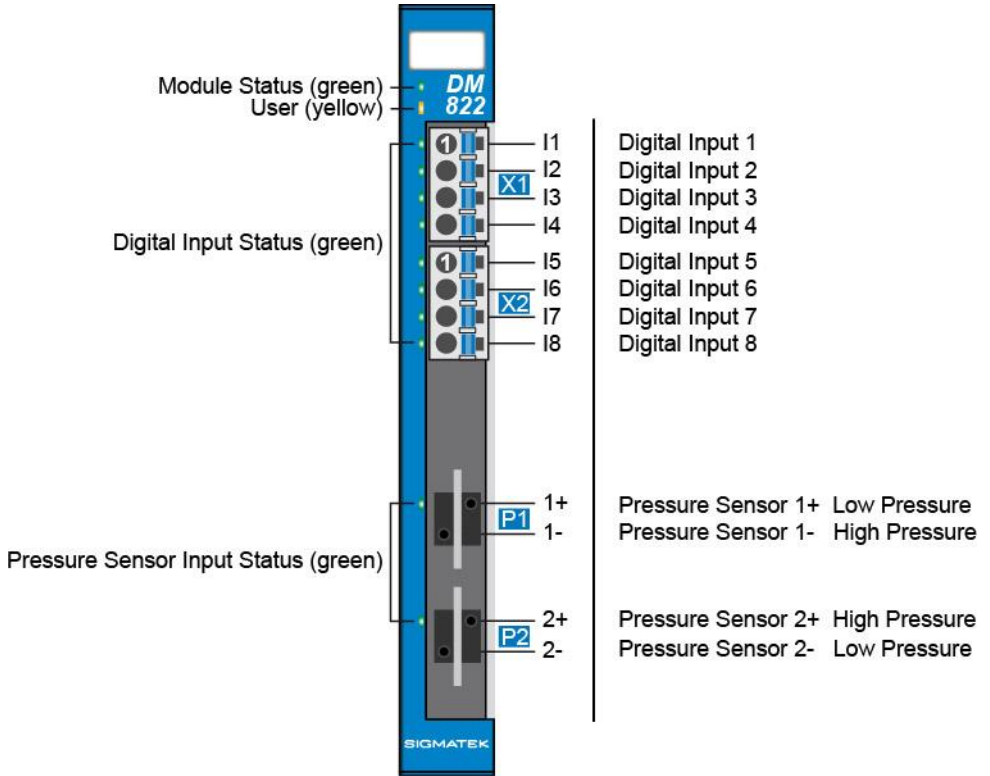 DM
822
Module Status (green)
User (yellow)
Digital Input Status (green)
Pressure Sensor Input Status (green)
1
X1
1
X2
P1
P2
I1 Digital Input 1
I2 Digital Input 2
I3 Digital Input 3
I4 Digital Input 4
I5 Digital Input 5
I6 Digital Input 6
I7 Digital Input 7
I8 Digital Input 8
1+ Pressure Sensor 1+ Low Pressure
1- Pressure Sensor 1- High Pressure
2+ Pressure Sensor 2+ High Pressure
2- Pressure Sensor 2- Low Pressure
SIGMATEK